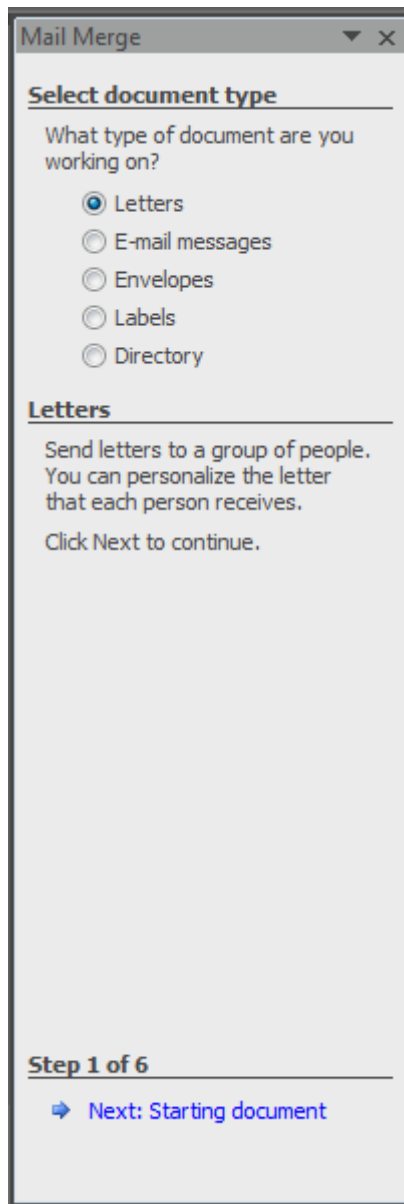 Mail Merge
Select document type
What type of document are you
working on?
Letters
E-mail messages
Envelopes
Labels
Directory
Letters
Send letters to a group of people.
You can personalize the letter
that each person receives.
Click Next to continue.
Step 1 of 6
Next: Starting document